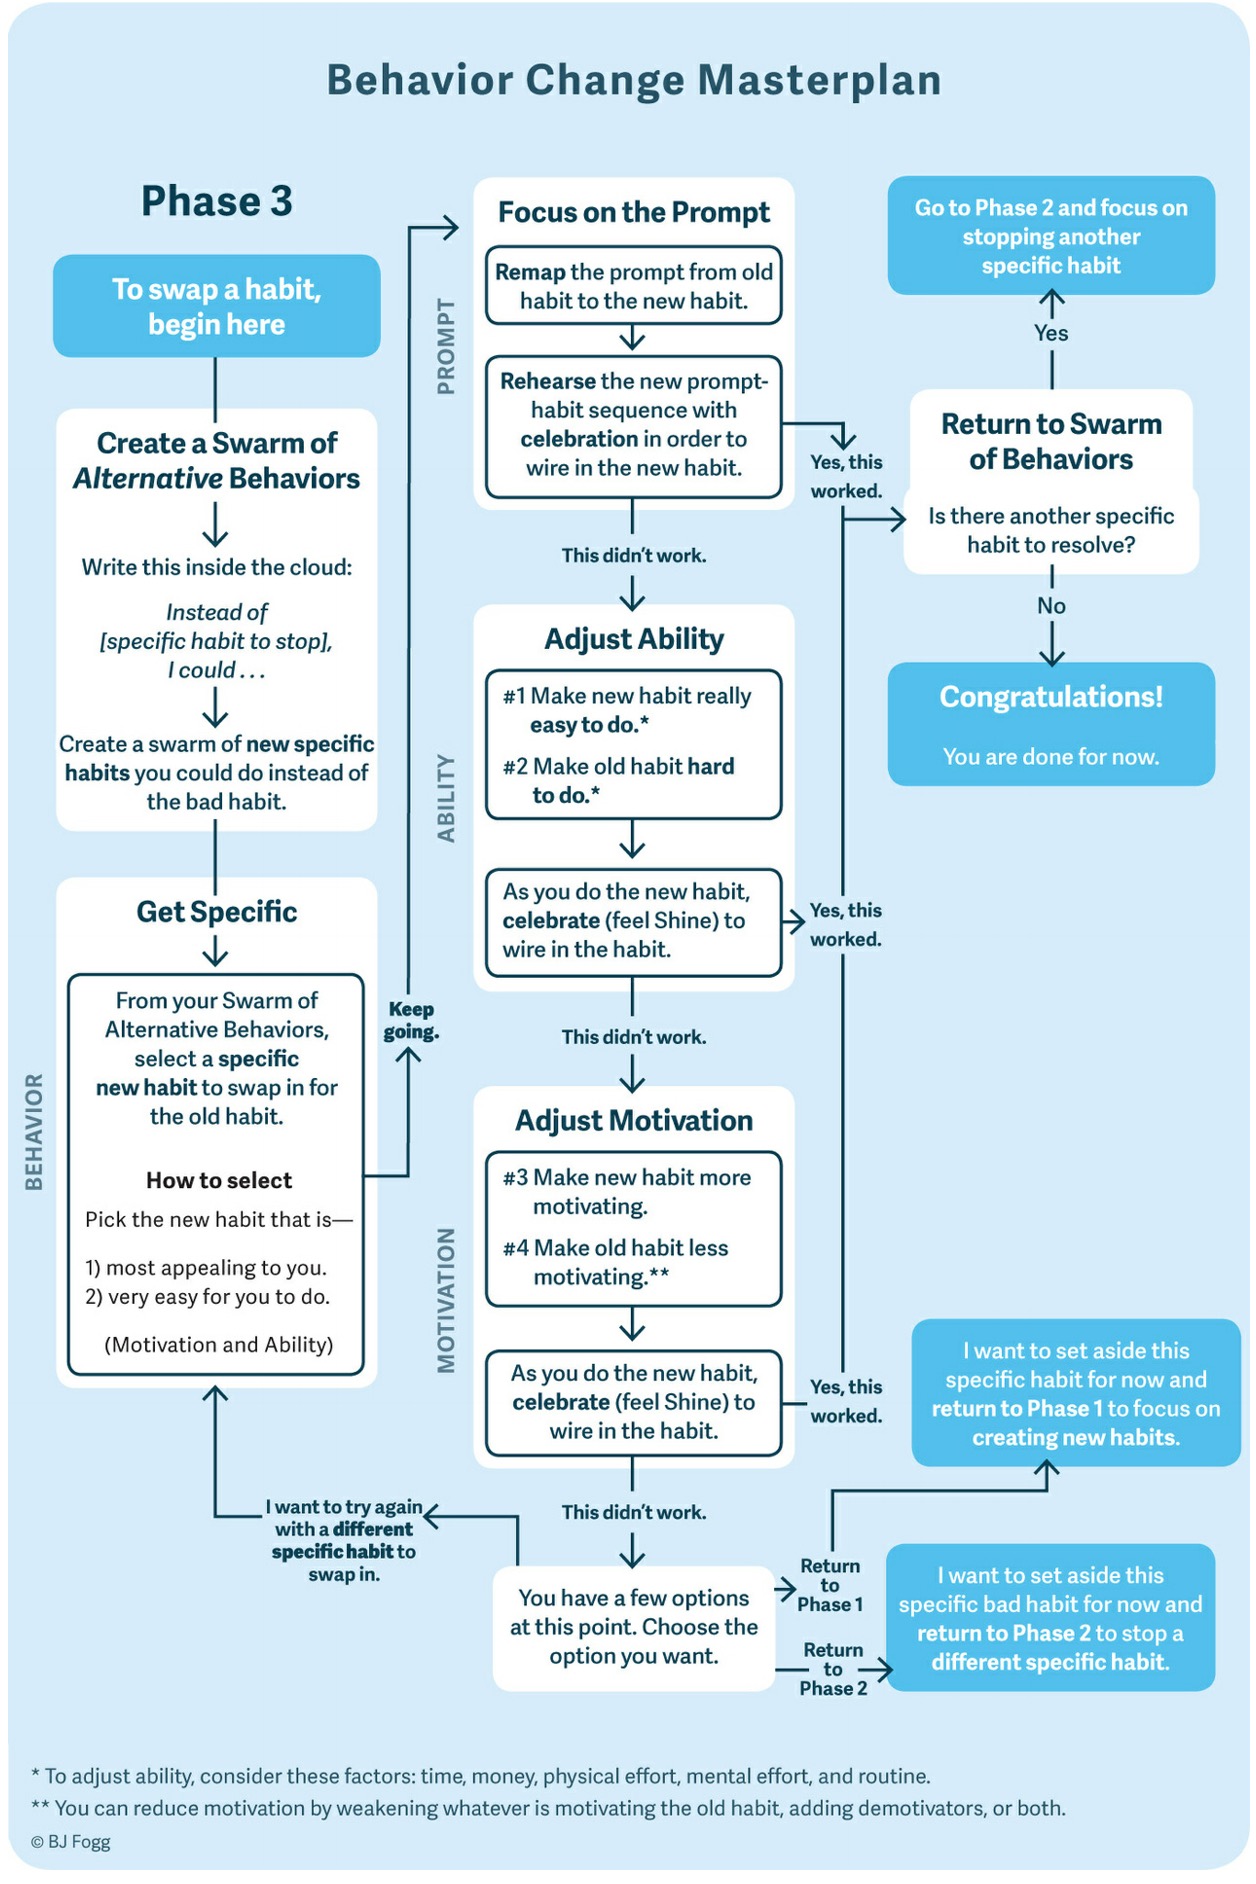 Behavior Change Masterplan
Phase 3
To swap a habit,
begin here
Create a Swarm of
Alternative Behaviors
Write this inside the cloud:
Instead of
[specific habit to stop],
I could . . .
Create a swarm of new specific
habits you could do instead of
the bad habit.
BEHAVIOR
Get Specific
From your Swarm of
Alternative Behaviors,
select a specific
new habit to swap in for
the old habit.
How to select
Pick the new habit that is—
1) most appealing to you.
2) very easy for you to do.
(Motivation and Ability)
Keep
going.
PROMPT
Focus on the Prompt
Remap the prompt from old
habit to the new habit.
Rehearse the new prompt-
habit sequence with
celebration in order to
wire in the new habit.
Yes, this
worked.
This didn't work.
ABILITY
Adjust Ability
#1 Make new habit really
easy to do.*
#2 Make old habit hard
to do.*
As you do the new habit,
celebrate (feel Shine) to
wire in the habit.
Yes, this
worked.
This didn't work.
MOTIVATION
Adjust Motivation
#3 Make new habit more
motivating.
#4 Make old habit less
motivating.**
As you do the new habit,
celebrate (feel Shine) to
wire in the habit.
Yes, this
worked.
This didn't work.
You have a few options
at this point. Choose the
option you want.
I want to try again
with a different
specific habit to
swap in.
Return
to
Phase 1
Return
to
Phase 2
Go to Phase 2 and focus on
stopping another
specific habit
Yes
Return to Swarm
of Behaviors
Is there another specific
habit to resolve?
No
Congratulations!
You are done for now.
I want to set aside this
specific habit for now and
return to Phase 1 to focus on
creating new habits.
I want to set aside this
specific bad habit for now and
return to Phase 2 to stop a
different specific habit.
* To adjust ability, consider these factors: time, money, physical effort, mental effort, and routine.
** You can reduce motivation by weakening whatever is motivating the old habit, adding demotivators, or both.
© BJ Fogg